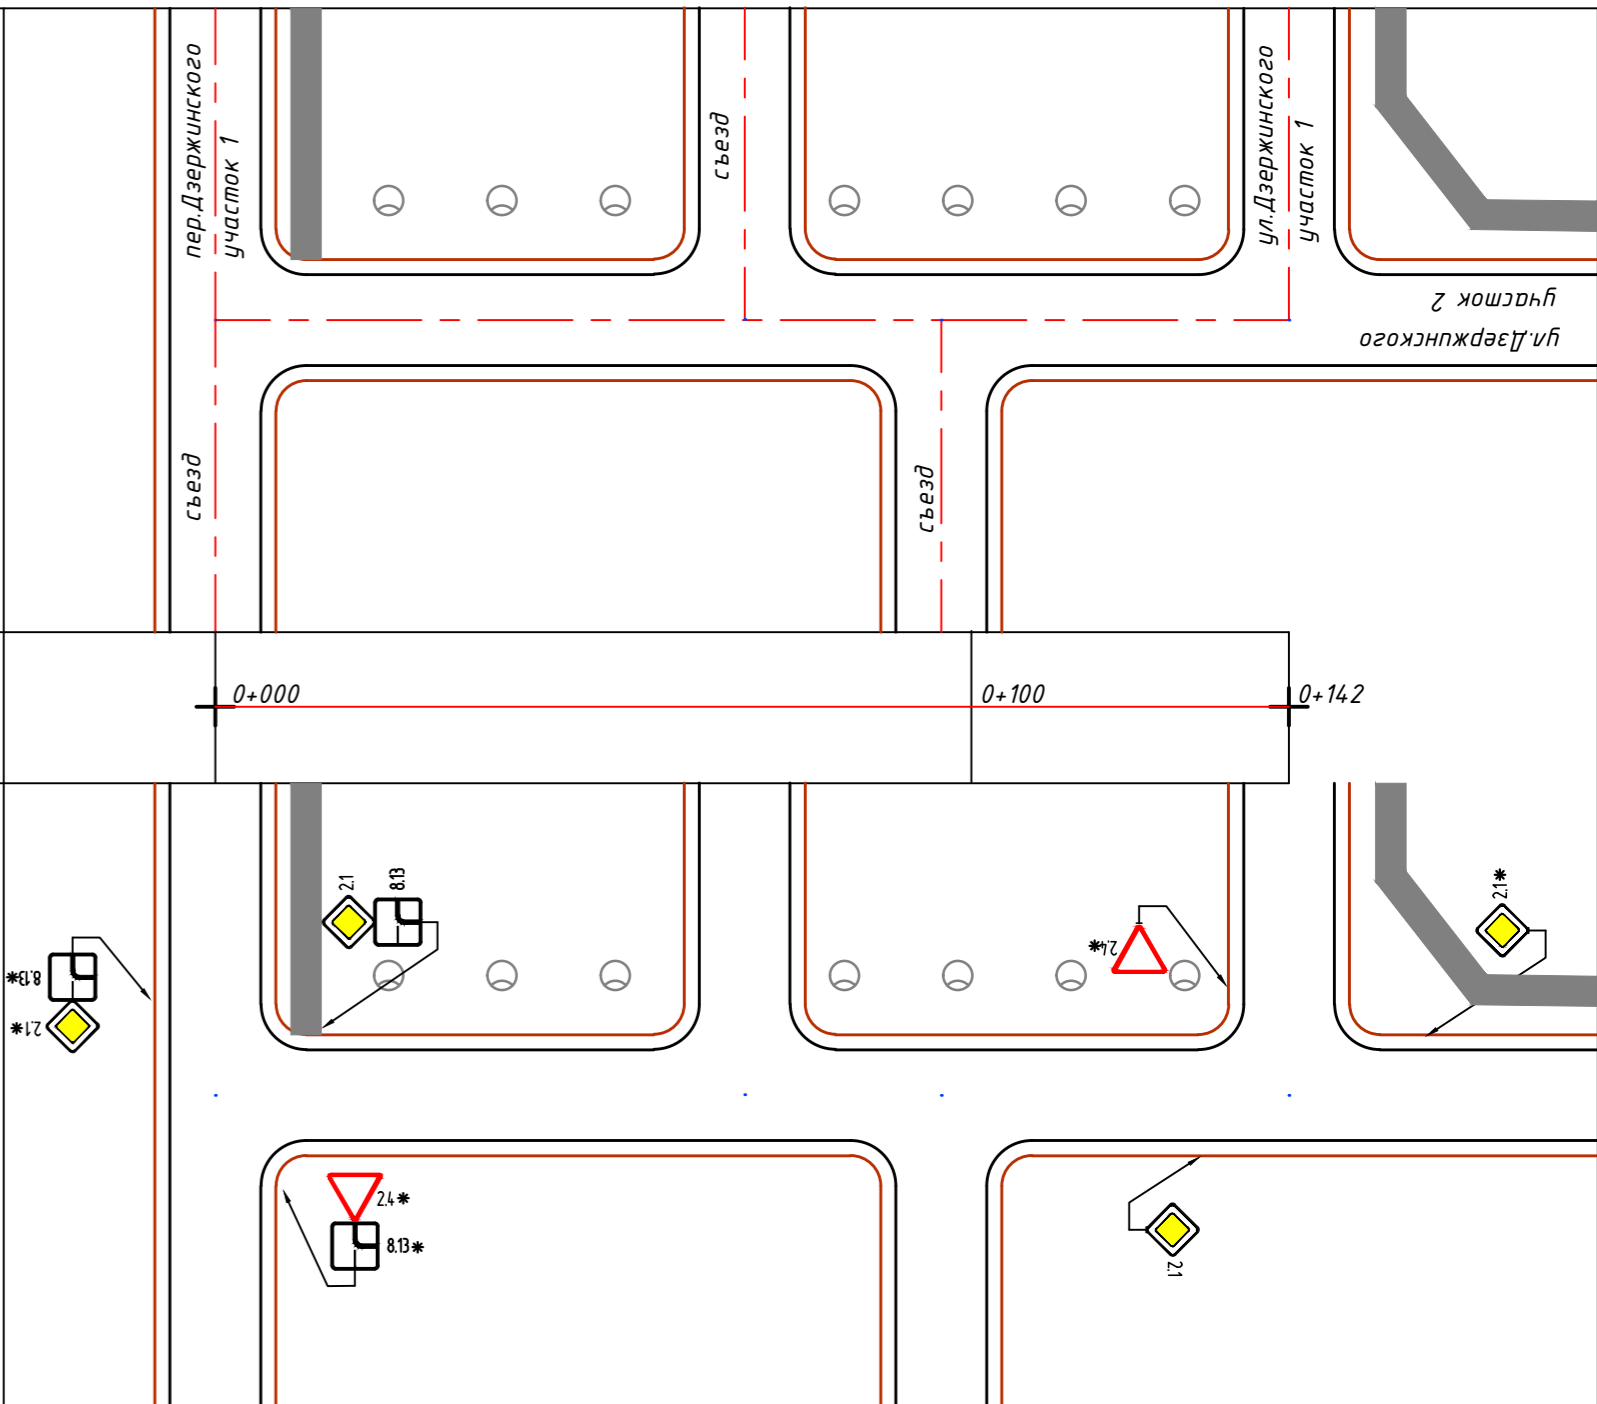 пер.Дзержинского
участок 1
съезд
ул.Дзержинского
участок 1
участок 2
ул.Дзержинского
съезд
съезд
0+000
0+100
0+142
2.1
8.13
2.4*
2.1*
8.13*
2.1*
2.4*
8.13*
2.1